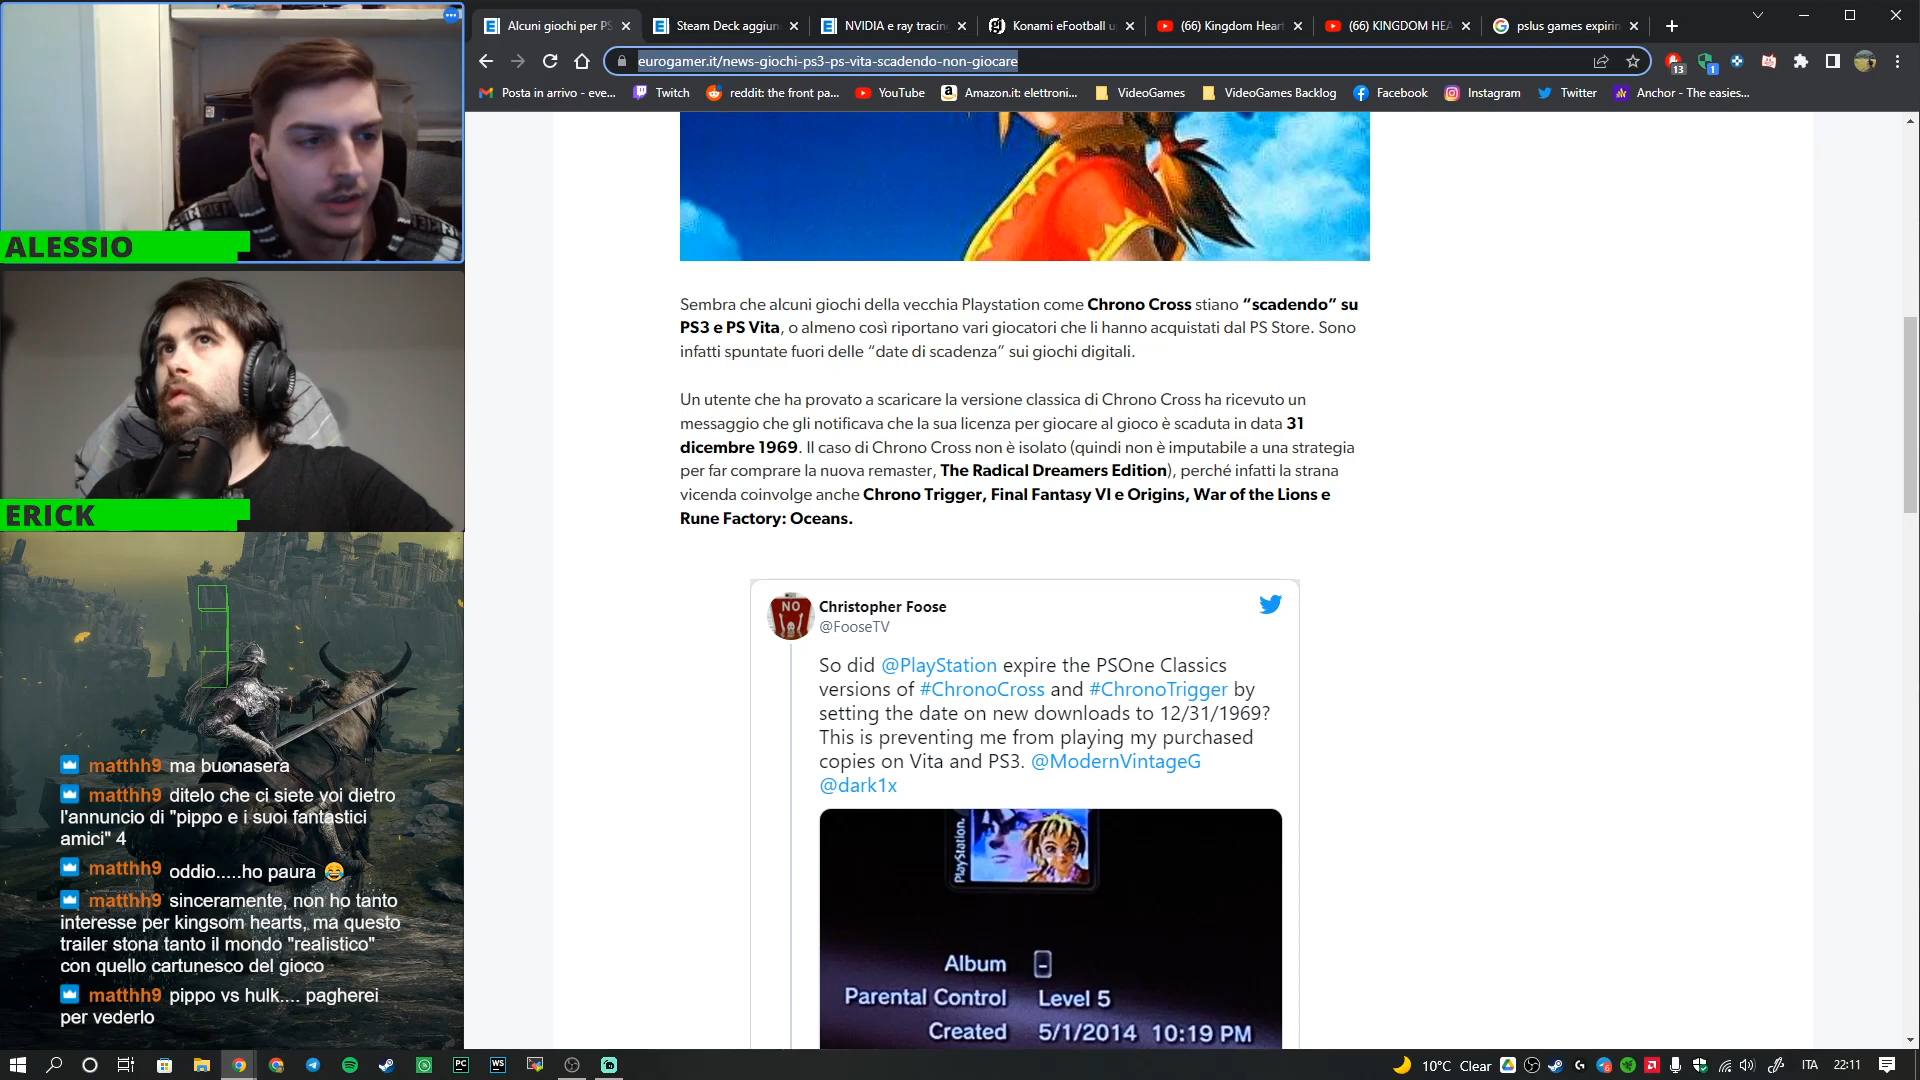 Alcuni giochi per PS
Steam Deck aggiun
NVIDIA e ray tracin
Konami eFootball u
(66) Kingdom Heart
(66) KINGDOM HEA
pslus games expirin
eurogamer.it/news-giochi-ps3-ps-vita-scadendo-non-giocare
13
1
Posta in arrivo - eve...
Twitch
reddit: the front pa...
YouTube
Amazon.it: elettroni...
VideoGames
VideoGames Backlog
Facebook
Instagram
Twitter
Anchor - The easies...
ALESSIO
ERICK
Sembra che alcuni giochi della vecchia Playstation come Chrono Cross stiano “scadendo” su
PS3 e PS Vita, o almeno così riportano vari giocatori che li hanno acquistati dal PS Store. Sono
infatti spuntate fuori delle “date di scadenza” sui giochi digitali.
Un utente che ha provato a scaricare la versione classica di Chrono Cross ha ricevuto un
messaggio che gli notificava che la sua licenza per giocare al gioco è scaduta in data 31
dicembre 1969. Il caso di Chrono Cross non è isolato (quindi non è imputabile a una strategia
per far comprare la nuova remaster, The Radical Dreamers Edition), perché infatti la strana
vicenda coinvolge anche Chrono Trigger, Final Fantasy VI e Origins, War of the Lions e
Rune Factory: Oceans.
NO
Christopher Foose
@FooseTV
So did @PlayStation expire the PSOne Classics
versions of #ChronoCross and #ChronoTrigger by
setting the date on new downloads to 12/31/1969?
This is preventing me from playing my purchased
copies on Vita and PS3. @ModernVintageG
@dark1x
PlayStation.
Album -
Parental Control Level 5
Created 5/1/2014 10:19 PM
matthh9 ma buonasera
matthh9 ditelo che ci siete voi dietro
l'annuncio di "pippo e i suoi fantastici
amici" 4
matthh9 oddio.....ho paura 😂
matthh9 sinceramente, non ho tanto
interesse per kingsom hearts, ma questo
trailer stona tanto il mondo "realistico"
con quello cartunesco del gioco
matthh9 pippo vs hulk.... pagherei
per vederlo
PC
WS
10°C Clear
ITA
22:11